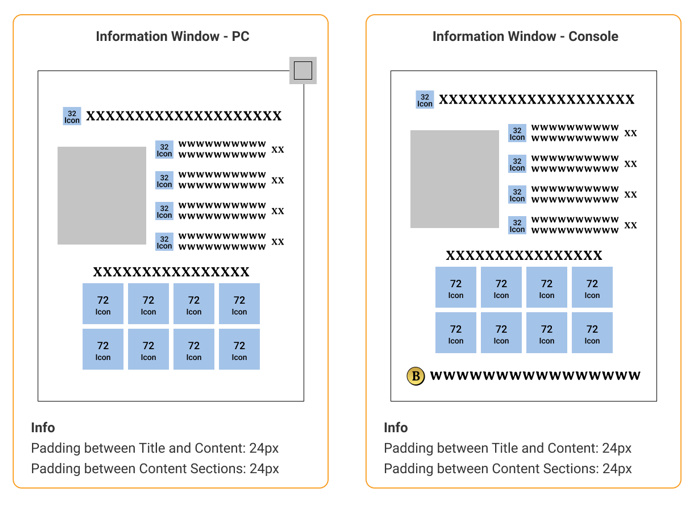 Information Window - PC
32
Icon
XXXXXXXXXXXXXXXXXXXX
32
Icon
WWWWWWWWWW
WWWWWWWWWW
XX
32
Icon
WWWWWWWWWW
WWWWWWWWWW
XX
32
Icon
WWWWWWWWWW
WWWWWWWWWW
XX
32
Icon
WWWWWWWWWW
WWWWWWWWWW
XX
XXXXXXXXXXXXXXXX
72 72 72 72
Icon Icon Icon Icon
72 72 72 72
Icon Icon Icon Icon
Info
Padding between Title and Content: 24px
Padding between Content Sections: 24px
Information Window - Console
32
Icon
XXXXXXXXXXXXXXXXXXXX
32
Icon
WWWWWWWWWW
WWWWWWWWWW
XX
32
Icon
WWWWWWWWWW
WWWWWWWWWW
XX
32
Icon
WWWWWWWWWW
WWWWWWWWWW
XX
32
Icon
WWWWWWWWWW
WWWWWWWWWW
XX
XXXXXXXXXXXXXXXX
72 72 72 72
Icon Icon Icon Icon
72 72 72 72
Icon Icon Icon Icon
B WWWWWWWWWWWWWWWW
Info
Padding between Title and Content: 24px
Padding between Content Sections: 24px